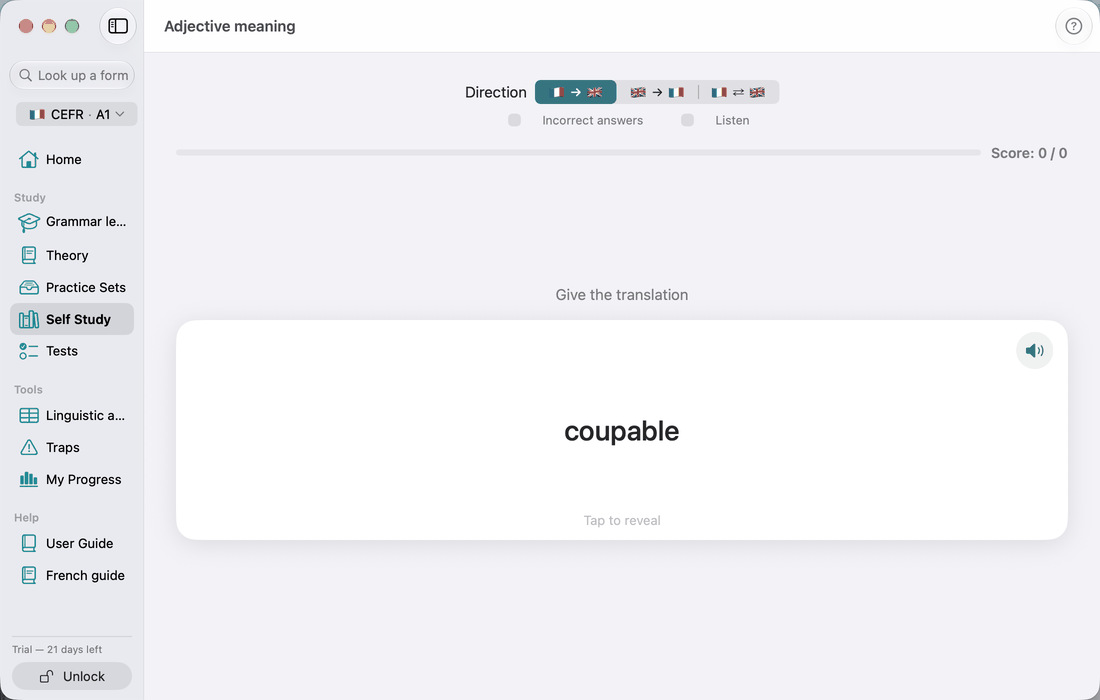 Adjective meaning
Look up a form
CEFR · A1
Home
Study
Grammar le...
Theory
Practice Sets
Self Study
Tests
Tools
Linguistic a...
Traps
My Progress
Help
User Guide
French guide
Trial — 21 days left
Unlock
Direction
Incorrect answers
Listen
Score: 0 / 0
Give the translation
coupable
Tap to reveal